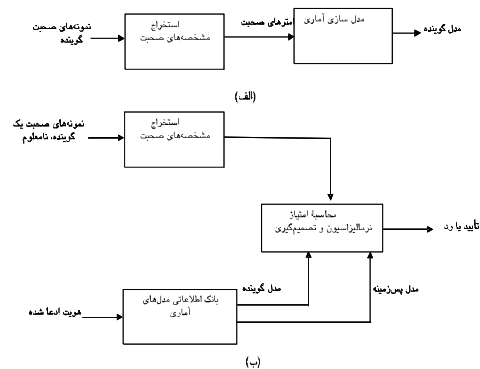 نمونه‌های صحبت
گوینده
استخراج
مشخصه‌های صحبت
مترهای صحبت
مدل سازی آماری
مدل گوینده
(الف)
نمونه‌های صحبت یک
گوینده، نامعلوم
استخراج
مشخصه‌های صحبت
محاسبهٔ امتیاز
نرمالیزاسیون و تصمیم‌گیری
تأیید یا رد
مدل گوینده
مدل پس‌زمینه
هویت ادعا شده
بانک اطلاعاتی مدل‌های
آماری
(ب)